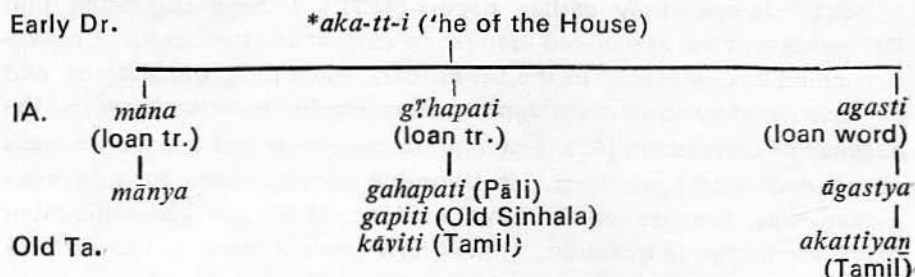 Early Dr. *aka-tt-i ('he of the House)
IA. māna gṛhapati agasti
(loan tr.) (loan tr.) (loan word)
mānya gahapati (Pāli) āgastya
gapiti (Old Sinhala)
Old Ta. kāviti (Tamil) akattiyan
(Tamil)